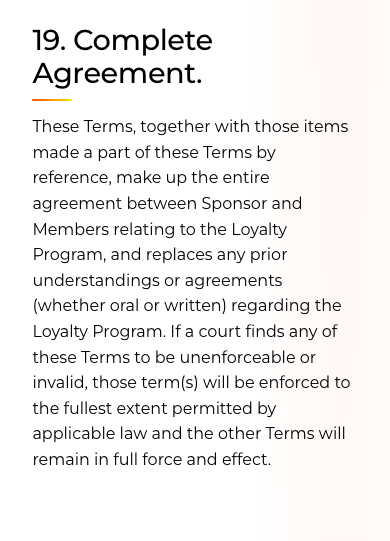 19. Complete
Agreement.
These Terms, together with those items
made a part of these Terms by
reference, make up the entire
agreement between Sponsor and
Members relating to the Loyalty
Program, and replaces any prior
understandings or agreements
(whether oral or written) regarding the
Loyalty Program. If a court finds any of
these Terms to be unenforceable or
invalid, those term(s) will be enforced to
the fullest extent permitted by
applicable law and the other Terms will
remain in full force and effect.